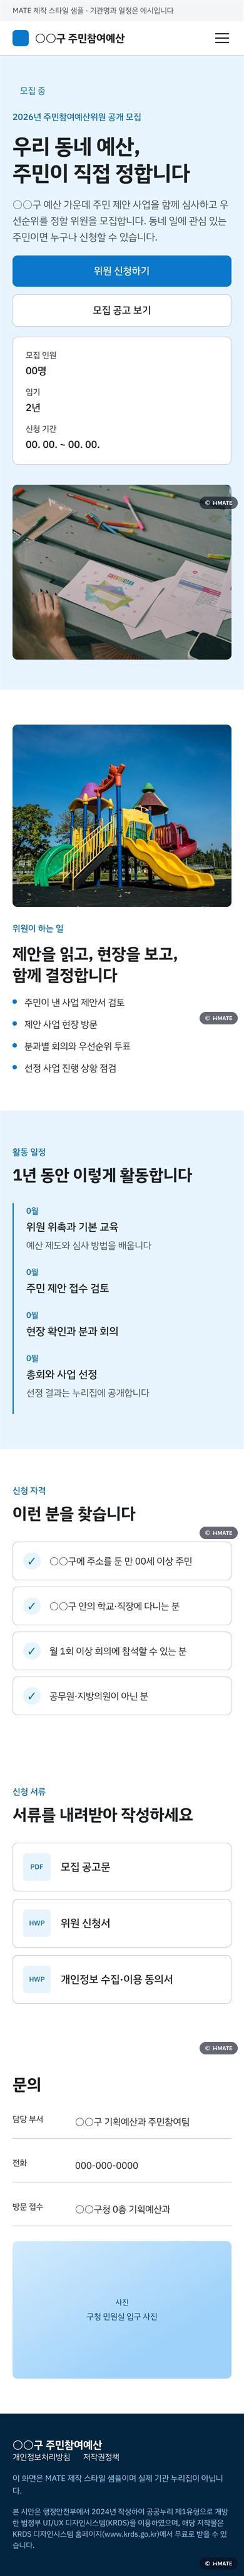 MATE 제작 스타일 샘플 · 기관명과 일정은 예시입니다
○○구 주민참여예산
모집 중
2026년 주민참여예산위원 공개 모집
우리 동네 예산,
주민이 직접 정합니다
○○구 예산 가운데 주민 제안 사업을 함께 심사하고 우
선순위를 정할 위원을 모집합니다. 동네 일에 관심 있는
주민이면 누구나 신청할 수 있습니다.
위원 신청하기
모집 공고 보기
모집 인원
00명
임기
2년
신청 기간
00. 00. ~ 00. 00.
© HMATE
위원이 하는 일
제안을 읽고, 현장을 보고,
함께 결정합니다
주민이 낸 사업 제안서 검토
제안 사업 현장 방문
© HMATE
분과별 회의와 우선순위 투표
선정 사업 진행 상황 점검
활동 일정
1년 동안 이렇게 활동합니다
0월
위원 위촉과 기본 교육
예산 제도와 심사 방법을 배웁니다
0월
주민 제안 접수 검토
0월
현장 확인과 분과 회의
0월
총회와 사업 선정
선정 결과는 누리집에 공개합니다
신청 자격
이런 분을 찾습니다
© HMATE
○○구에 주소를 둔 만 00세 이상 주민
○○구 안의 학교·직장에 다니는 분
월 1회 이상 회의에 참석할 수 있는 분
공무원·지방의원이 아닌 분
신청 서류
서류를 내려받아 작성하세요
PDF 모집 공고문
HWP 위원 신청서
HWP 개인정보 수집·이용 동의서
© HMATE
문의
담당 부서 ○○구 기획예산과 주민참여팀
전화 000-000-0000
방문 접수 ○○구청 0층 기획예산과
사진
구청 민원실 입구 사진
○○구 주민참여예산
개인정보처리방침 저작권정책
이 화면은 MATE 제작 스타일 샘플이며 실제 기관 누리집이 아닙니
다.
본 시안은 행정안전부에서 2024년 작성하여 공공누리 제1유형으로 개방
한 범정부 UI/UX 디자인시스템(KRDS)을 이용하였으며, 해당 저작물은
KRDS 디자인시스템 홈페이지(www.krds.go.kr)에서 무료로 받을 수 있
습니다.
© HMATE